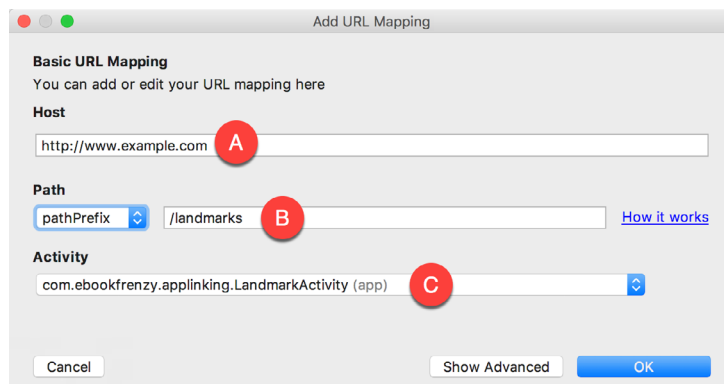 Add URL Mapping
Basic URL Mapping
You can add or edit your URL mapping here
Host
http://www.example.com A
Path
pathPrefix /landmarks B How it works
Activity
com.ebookfrenzy.applinking.LandmarkActivity (app) C
Cancel Show Advanced OK